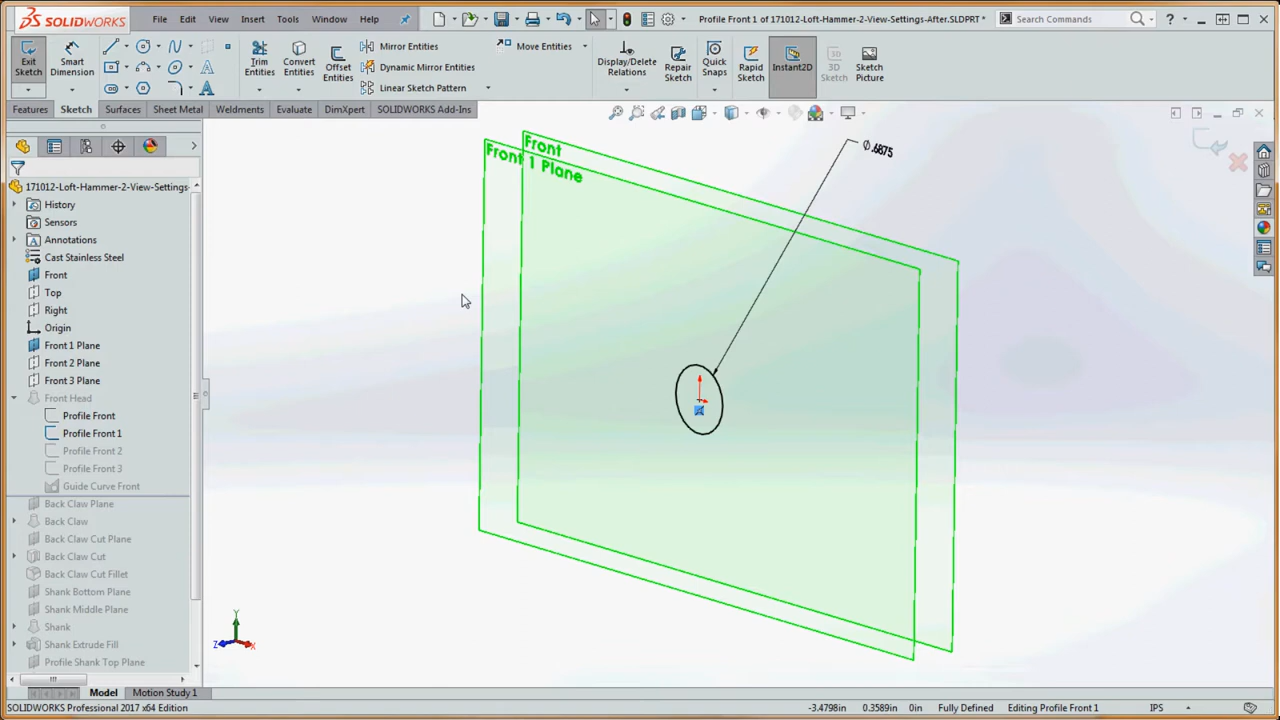 SOLIDWORKS
File Edit View Insert Tools Window Help
Profile Front 1 of 171012-Loft-Hammer-2-View-Settings-After.SLDPRT *
Search Commands
Exit Sketch
Smart Dimension
Trim Entities
Convert Entities
Offset Entities
Mirror Entities
Dynamic Mirror Entities
Linear Sketch Pattern
Move Entities
Display/Delete Relations
Repair Sketch
Quick Snaps
Rapid Sketch
Instant2D
3D Sketch
Sketch Picture
Features Sketch Surfaces Sheet Metal Weldments Evaluate DimXpert SOLIDWORKS Add-Ins
171012-Loft-Hammer-2-View-Settings-
History
Sensors
Annotations
Cast Stainless Steel
Front
Top
Right
Origin
Front 1 Plane
Front 2 Plane
Front 3 Plane
Front Head
Profile Front
Profile Front 1
Profile Front 2
Profile Front 3
Guide Curve Front
Back Claw Plane
Back Claw
Back Claw Cut Plane
Back Claw Cut
Back Claw Cut Fillet
Shank Bottom Plane
Shank Middle Plane
Shank
Shank Extrude Fill
Profile Shank Top Plane
Front
Front 1 Plane
Ø.6875
Y
Z
X
Model Motion Study 1
SOLIDWORKS Professional 2017 x64 Edition
-3.4798in 0.3589in 0in Fully Defined Editing Profile Front 1 IPS